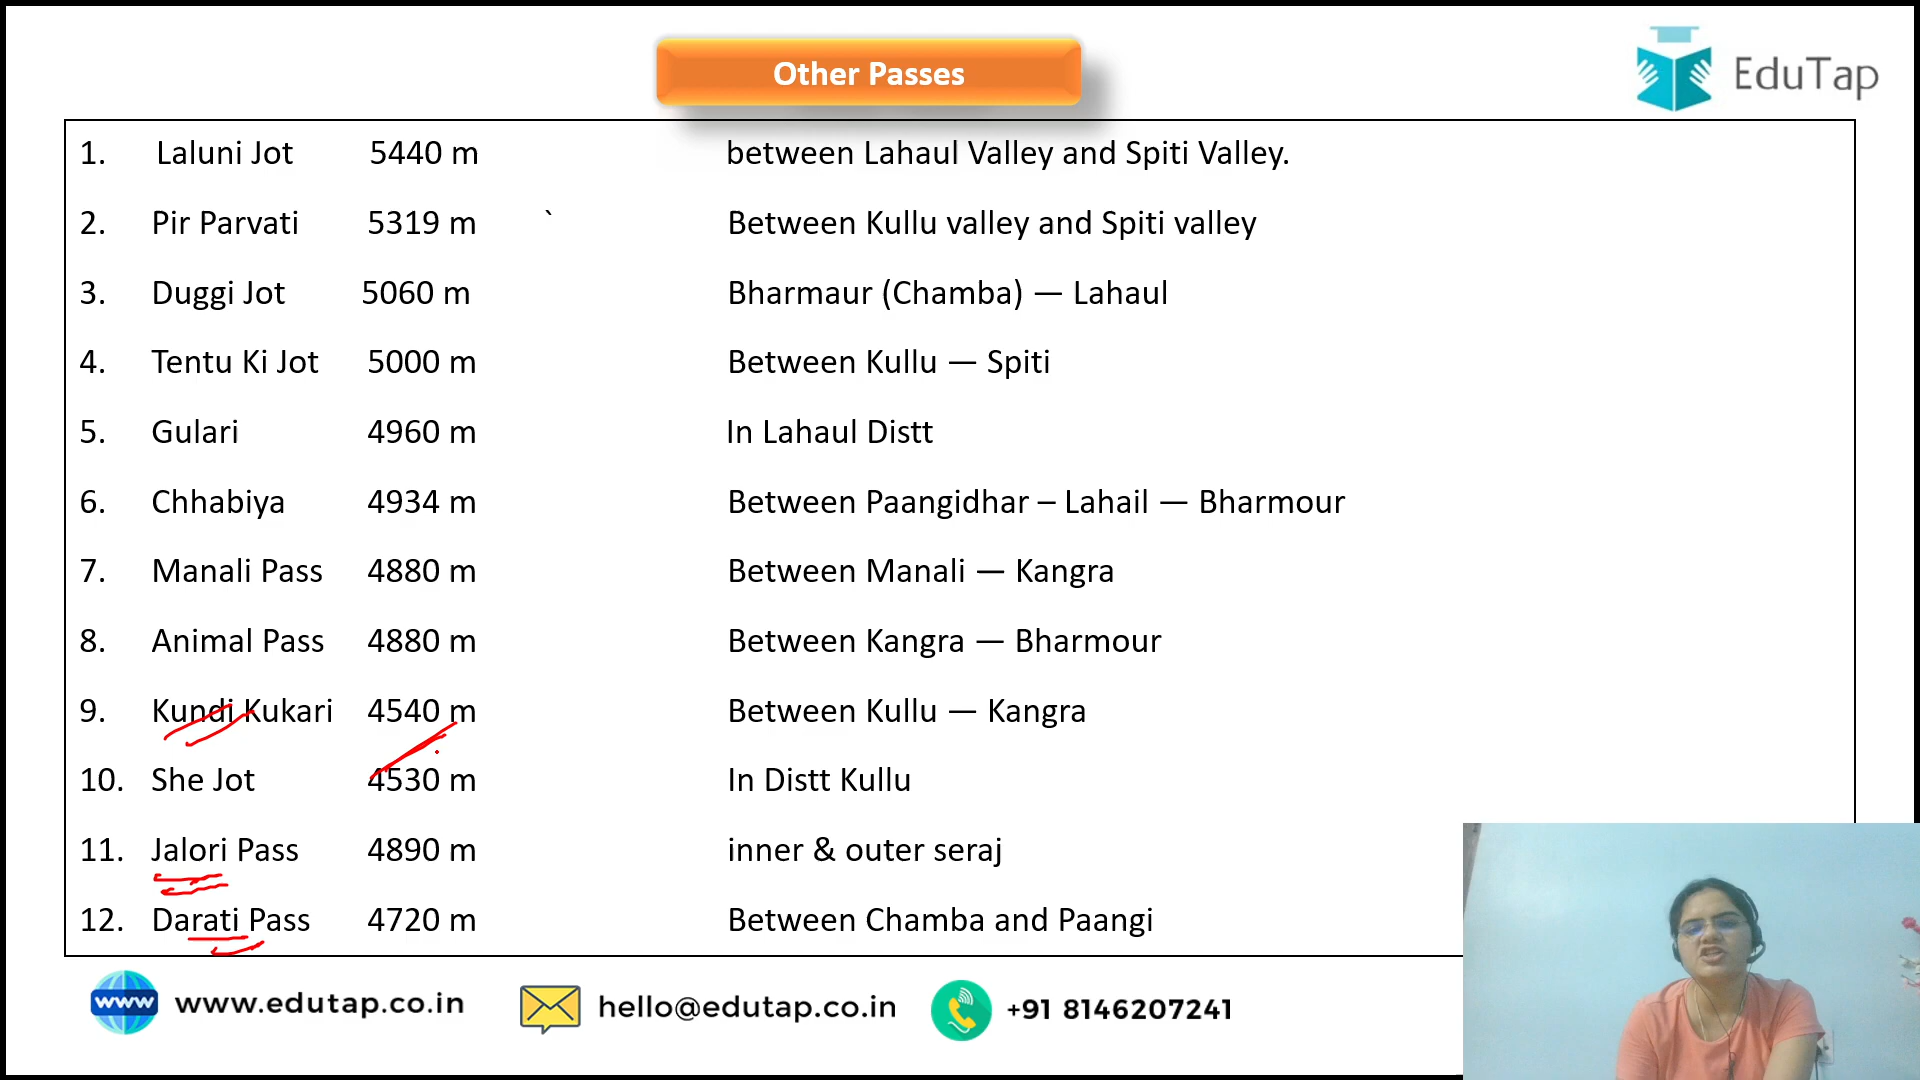 Other Passes
EduTap
1. Laluni Jot 5440 m between Lahaul Valley and Spiti Valley.
2. Pir Parvati 5319 m ` Between Kullu valley and Spiti valley
3. Duggi Jot 5060 m Bharmaur (Chamba) — Lahaul
4. Tentu Ki Jot 5000 m Between Kullu — Spiti
5. Gulari 4960 m In Lahaul Distt
6. Chhabiya 4934 m Between Paangidhar – Lahail — Bharmour
7. Manali Pass 4880 m Between Manali — Kangra
8. Animal Pass 4880 m Between Kangra — Bharmour
9. Kundi Kukari 4540 m Between Kullu — Kangra
10. She Jot 4530 m In Distt Kullu
11. Jalori Pass 4890 m inner & outer seraj
12. Darati Pass 4720 m Between Chamba and Paangi
www www.edutap.co.in hello@edutap.co.in +91 8146207241